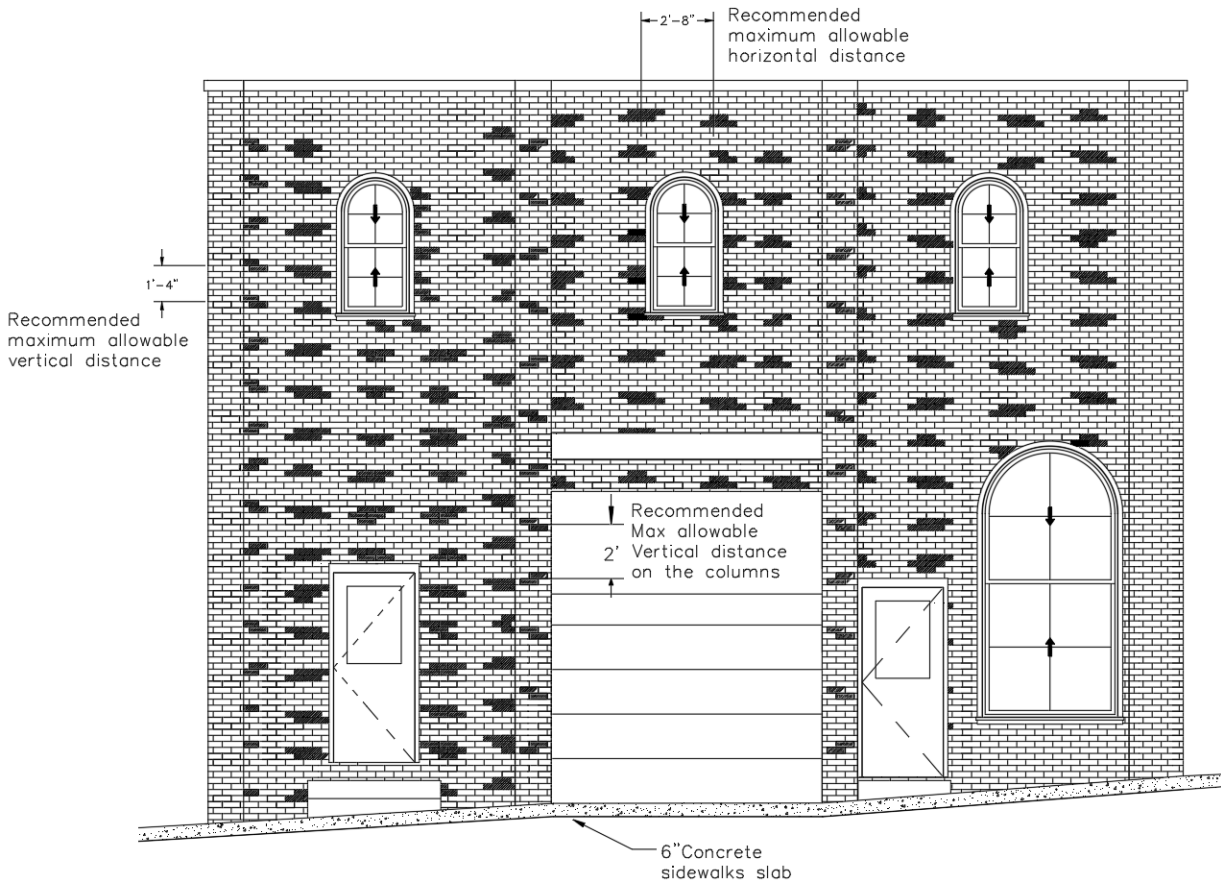 2'-8"
Recommended
maximum allowable
horizontal distance
1'-4"
Recommended
maximum allowable
vertical distance
Recommended
Max allowable
2' Vertical distance
on the columns
6"Concrete
sidewalks slab